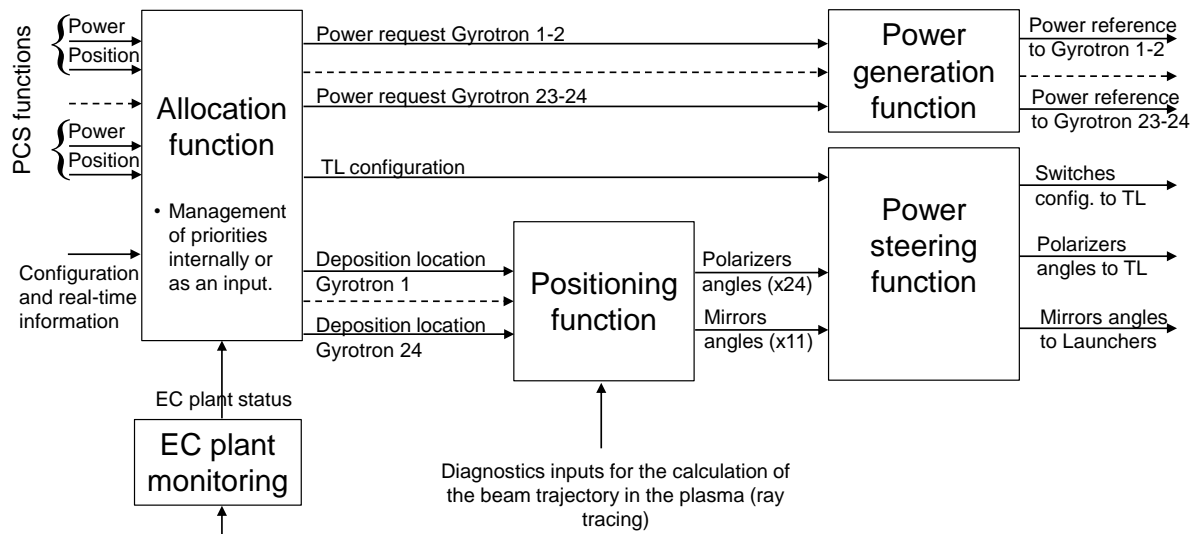 PCS functions
Power
Position
Power
Position
Configuration
and real-time
information
Allocation
function
• Management
of priorities
internally or
as an input.
EC plant status
EC plant
monitoring
Power request Gyrotron 1-2
Power request Gyrotron 23-24
TL configuration
Deposition location
Gyrotron 1
Deposition location
Gyrotron 24
Positioning
function
Diagnostics inputs for the calculation of
the beam trajectory in the plasma (ray
tracing)
Polarizers
angles (x24)
Mirrors
angles (x11)
Power
generation
function
Power
steering
function
Power reference
to Gyrotron 1-2
Power reference
to Gyrotron 23-24
Switches
config. to TL
Polarizers
angles to TL
Mirrors angles
to Launchers